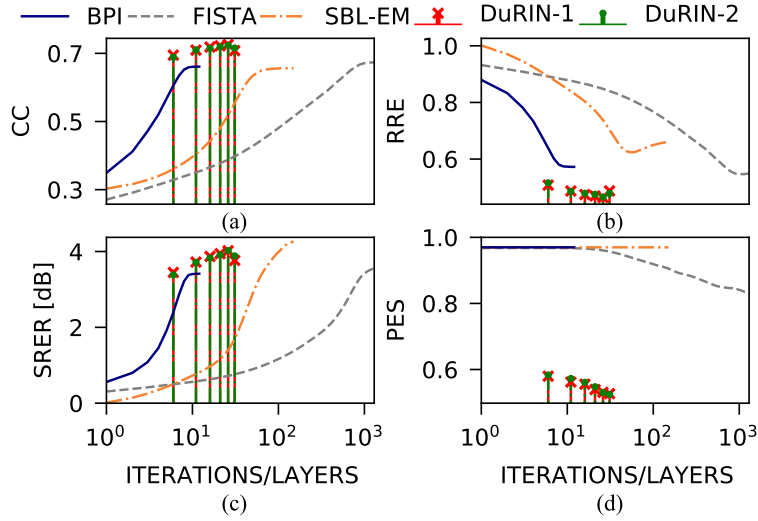 BPI FISTA SBL-EM DuRIN-1 DuRIN-2
CC
0.7
0.5
0.3
(a)
RRE
1.0
0.8
0.6
(b)
SRER [dB]
4
2
0
10^0 10^1 10^2 10^3
ITERATIONS/LAYERS
(c)
PES
1.0
0.8
0.6
10^0 10^1 10^2 10^3
ITERATIONS/LAYERS
(d)